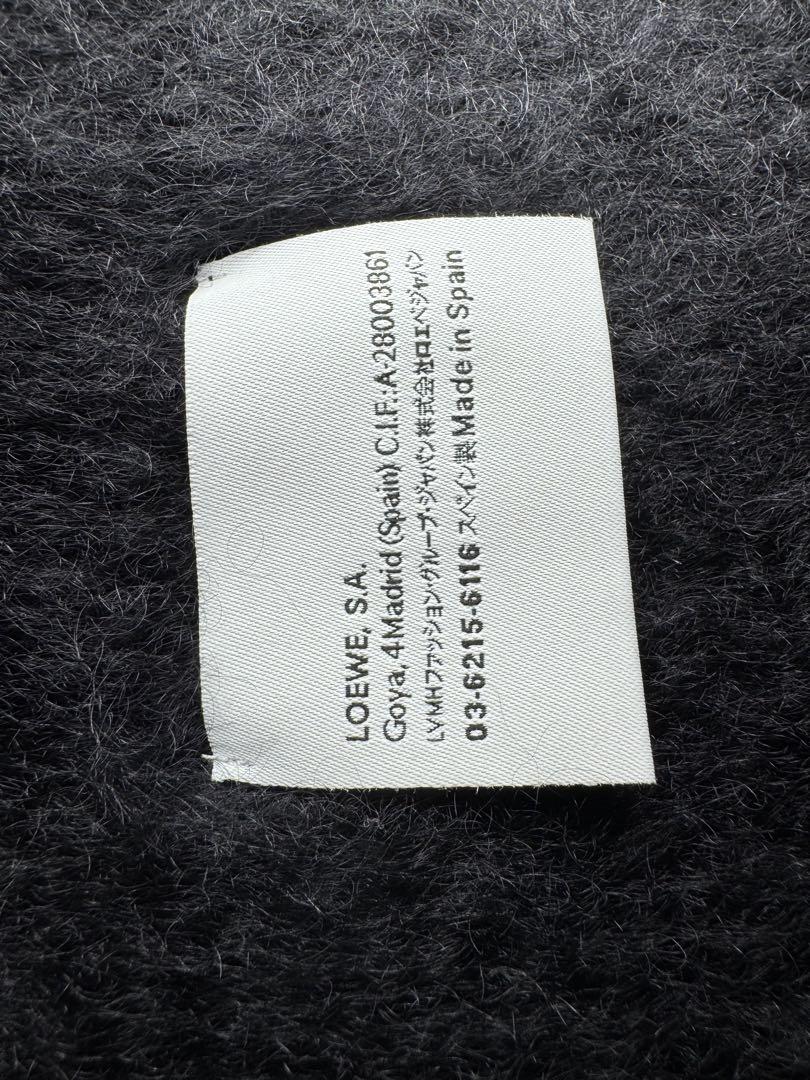 LOEWE, S.A.
Goya, 4 Madrid (Spain) C.I.F.: A-28003861
LVMHファッション・グループ・ジャパン株式会社ロエベジャパン
03-6215-6116 スペイン製 Made in Spain